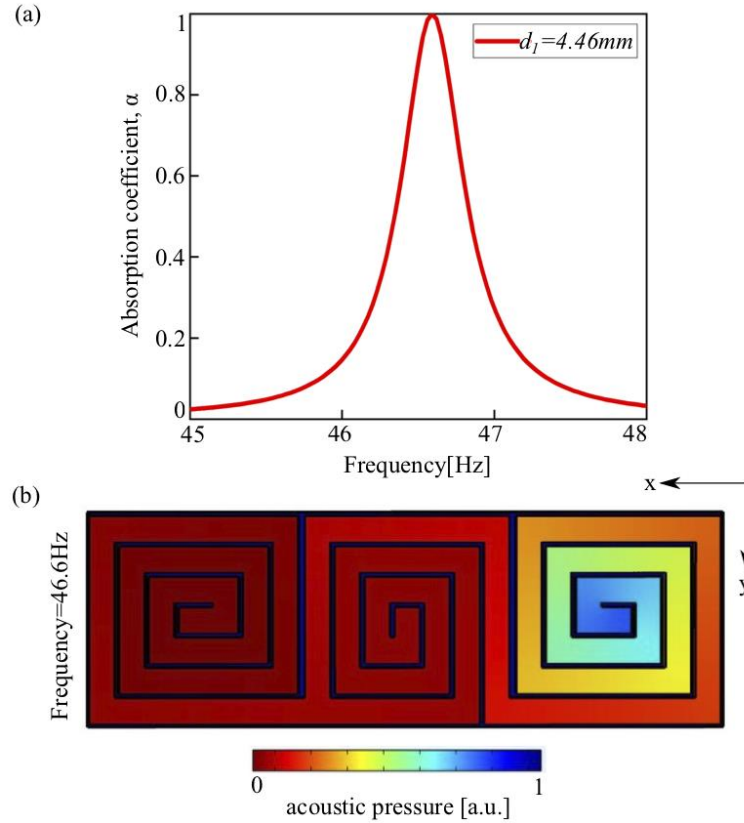 (a)
1
0.8
0.6
0.4
0.2
0
Absorption coefficient, α
d₁=4.46mm
45
46
47
48
Frequency[Hz]
(b)
x
y
Frequency=46.6Hz
0
1
acoustic pressure [a.u.]